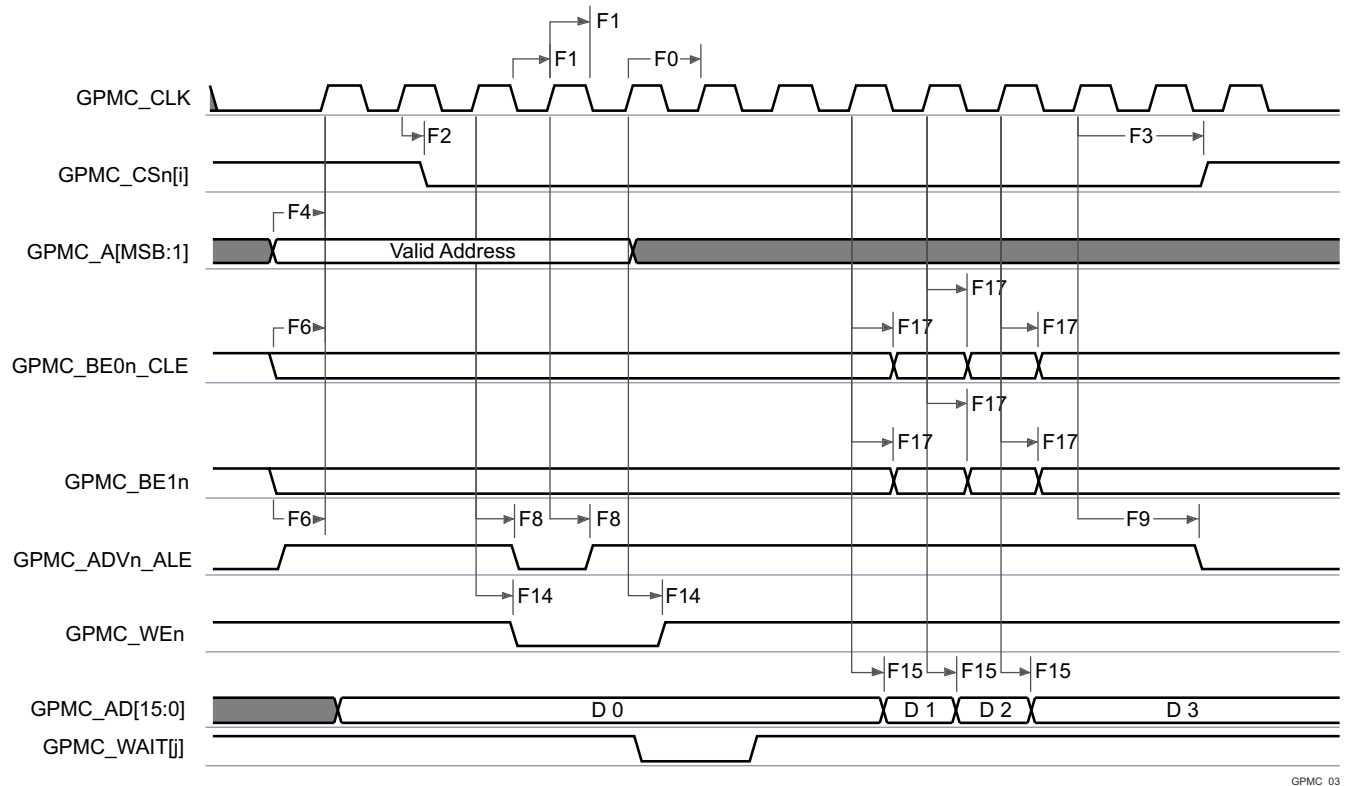 F1
F1
F0
GPMC_CLK
F2
F3
GPMC_CSn[i]
F4
GPMC_A[MSB:1]
Valid Address
F17
F6
F17
F17
GPMC_BE0n_CLE
F17
F17
F17
GPMC_BE1n
F6
F8
F8
F9
GPMC_ADVn_ALE
F14
F14
GPMC_WEn
F15
F15
F15
GPMC_AD[15:0]
D 0
D 1
D 2
D 3
GPMC_WAIT[j]
GPMC_03